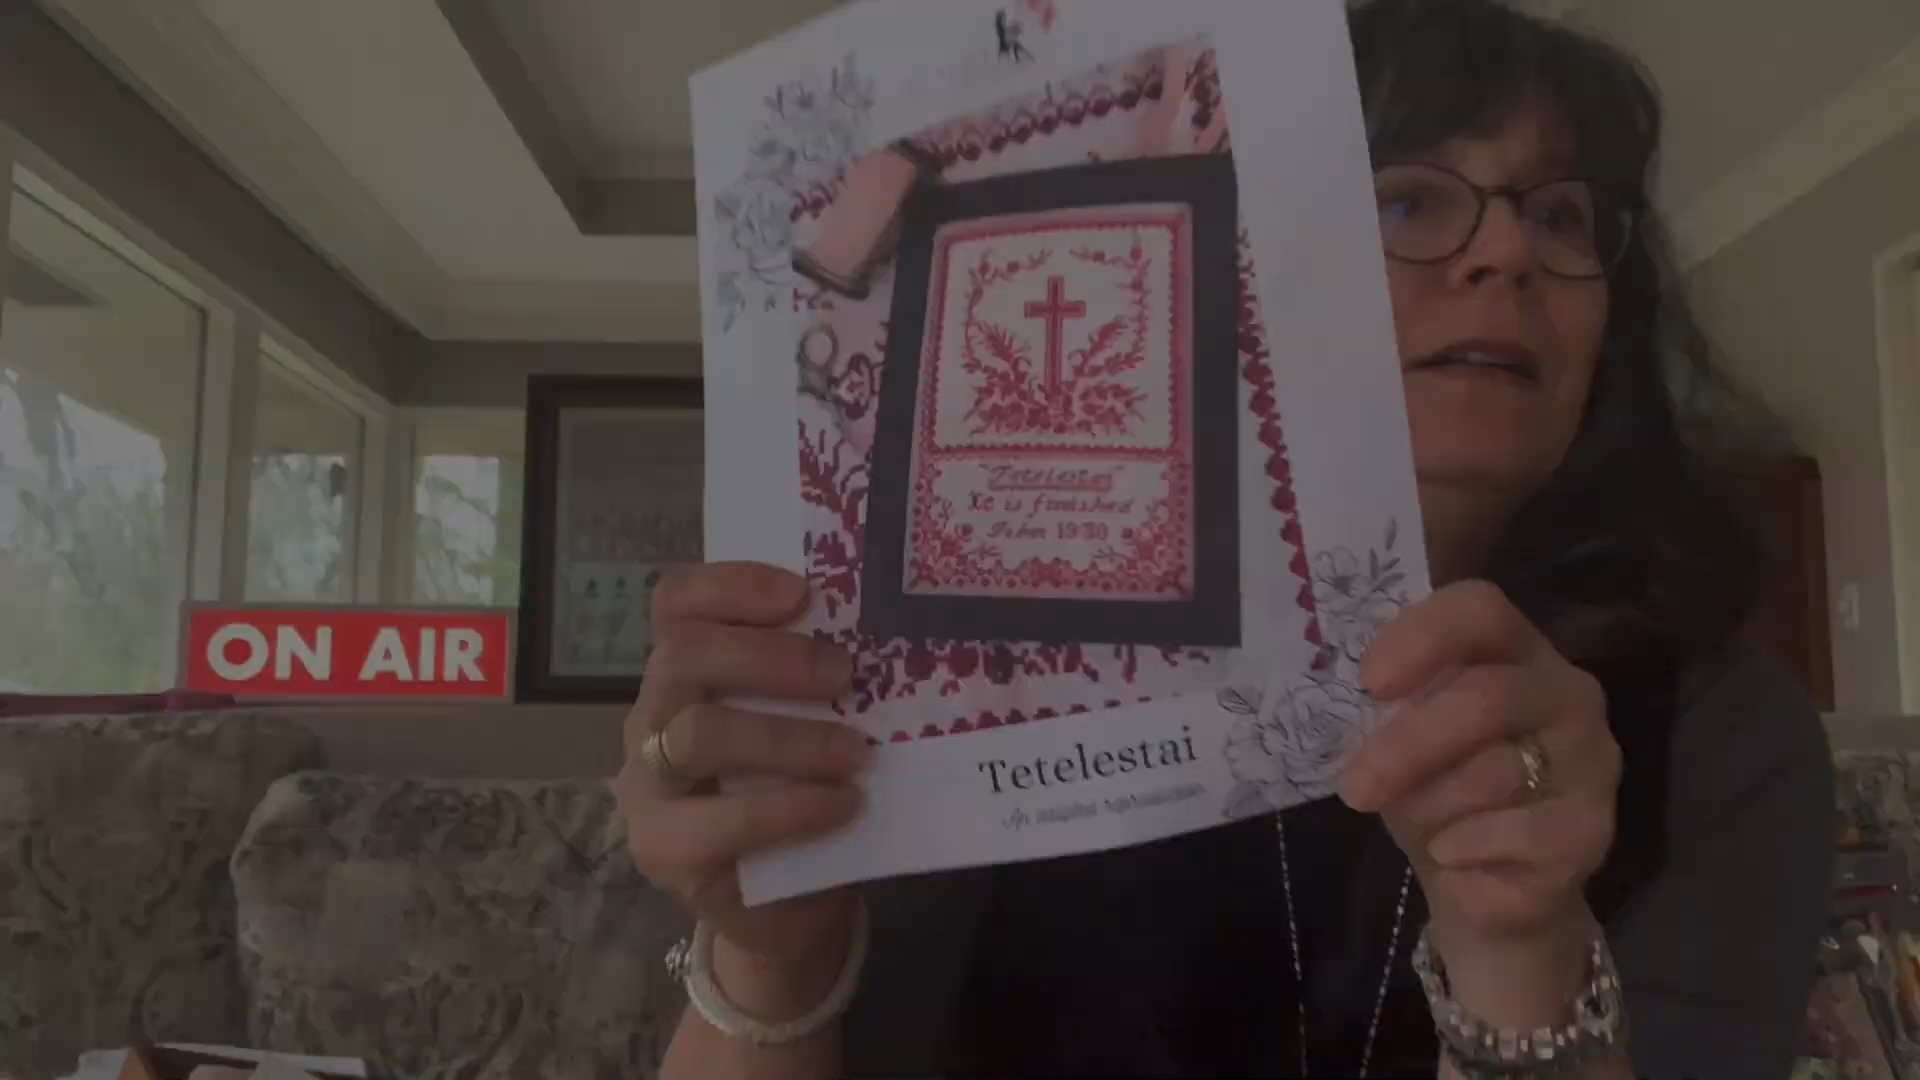 ON AIR
"Tetelestai"
It is finished
John 19:30
Tetelestai